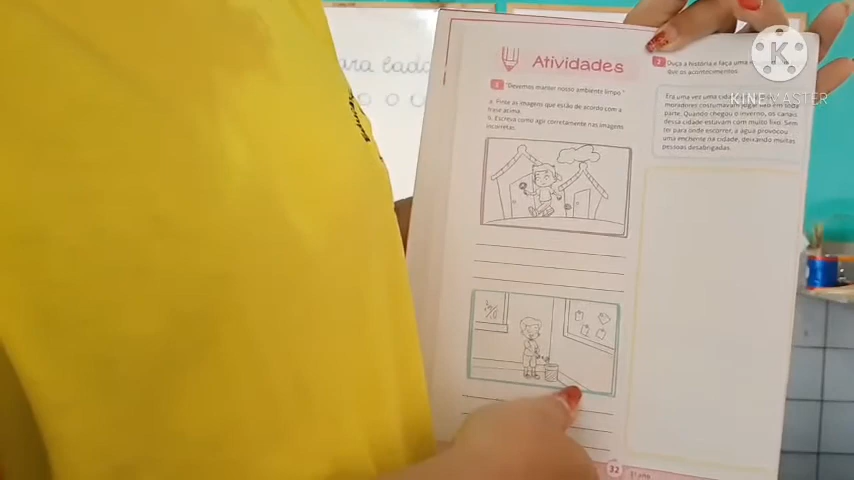 Atividades
1 "Devemos manter nosso ambiente limpo"
a. Pinte as imagens que estão de acordo com a
frase acima.
b. Escreva como agir corretamente nas imagens
incorretas.
2 Ouça a história e faça uma
dos acontecimentos.
Era uma vez uma
moradores costumavam jogar lixo em
parte. Quando chegou o inverno, os canais
dessa cidade estavam com muito lixo. Sem
ter para onde escorrer, a água provocou
uma enchente na cidade, deixando muitas
pessoas desabrigadas.
32
K
KINEMASTER